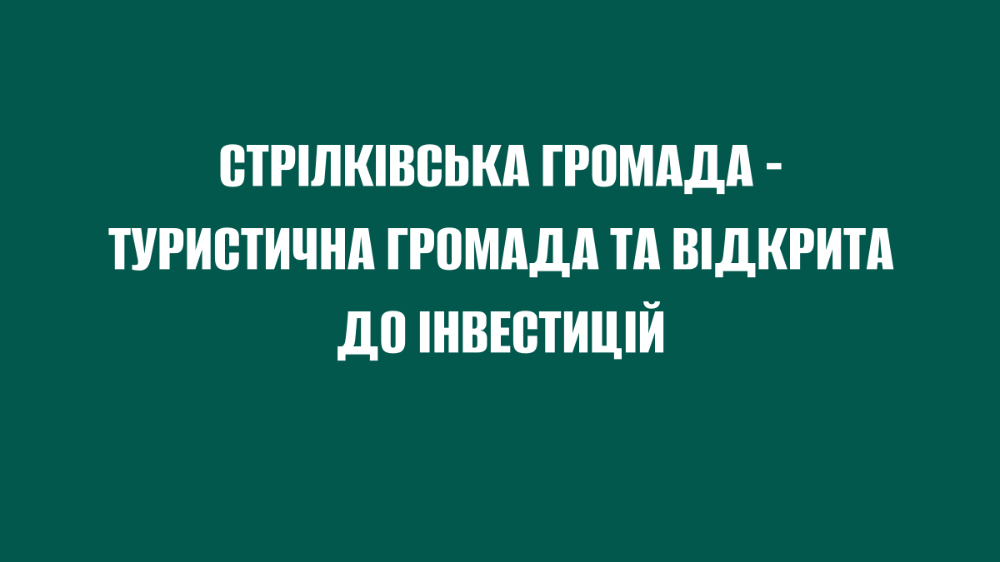 СТРІЛКІВСЬКА ГРОМАДА -
ТУРИСТИЧНА ГРОМАДА ТА ВІДКРИТА
ДО ІНВЕСТИЦІЙ